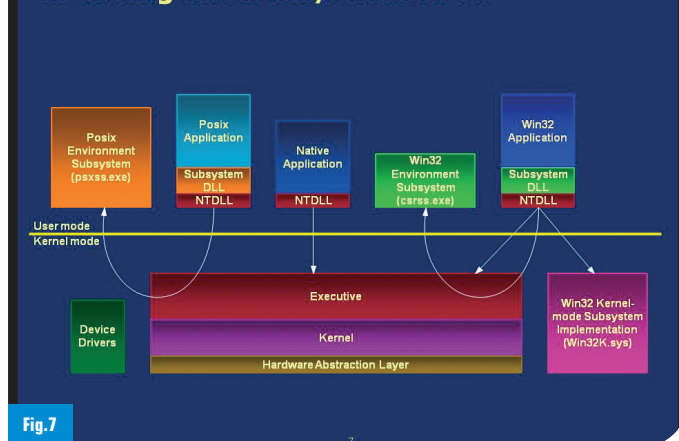 Posix
Environment
Subsystem
(psxss.exe)
Posix
Application
Subsystem
DLL
NTDLL
Native
Application
NTDLL
Win32
Environment
Subsystem
(csrss.exe)
Win32
Application
Subsystem
DLL
NTDLL
User mode
Kernel mode
Device
Drivers
Executive
Kernel
Hardware Abstraction Layer
Win32 Kernel-
mode Subsystem
Implementation
(Win32K.sys)
Fig.7